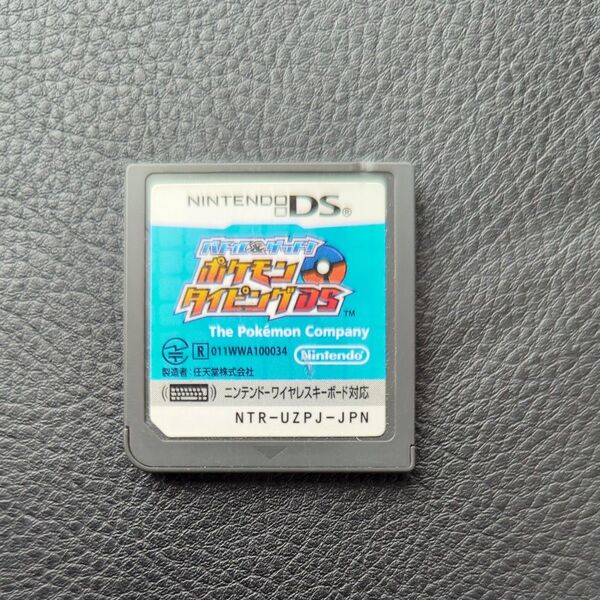 NINTENDO DS®
バトル&ゲット!
ポケモン
タイピングDS™
The Pokémon Company
R 011WWA100034 Nintendo
製造者：任天堂株式会社
ニンテンドーワイヤレスキーボード対応
NTR-UZPJ-JPN